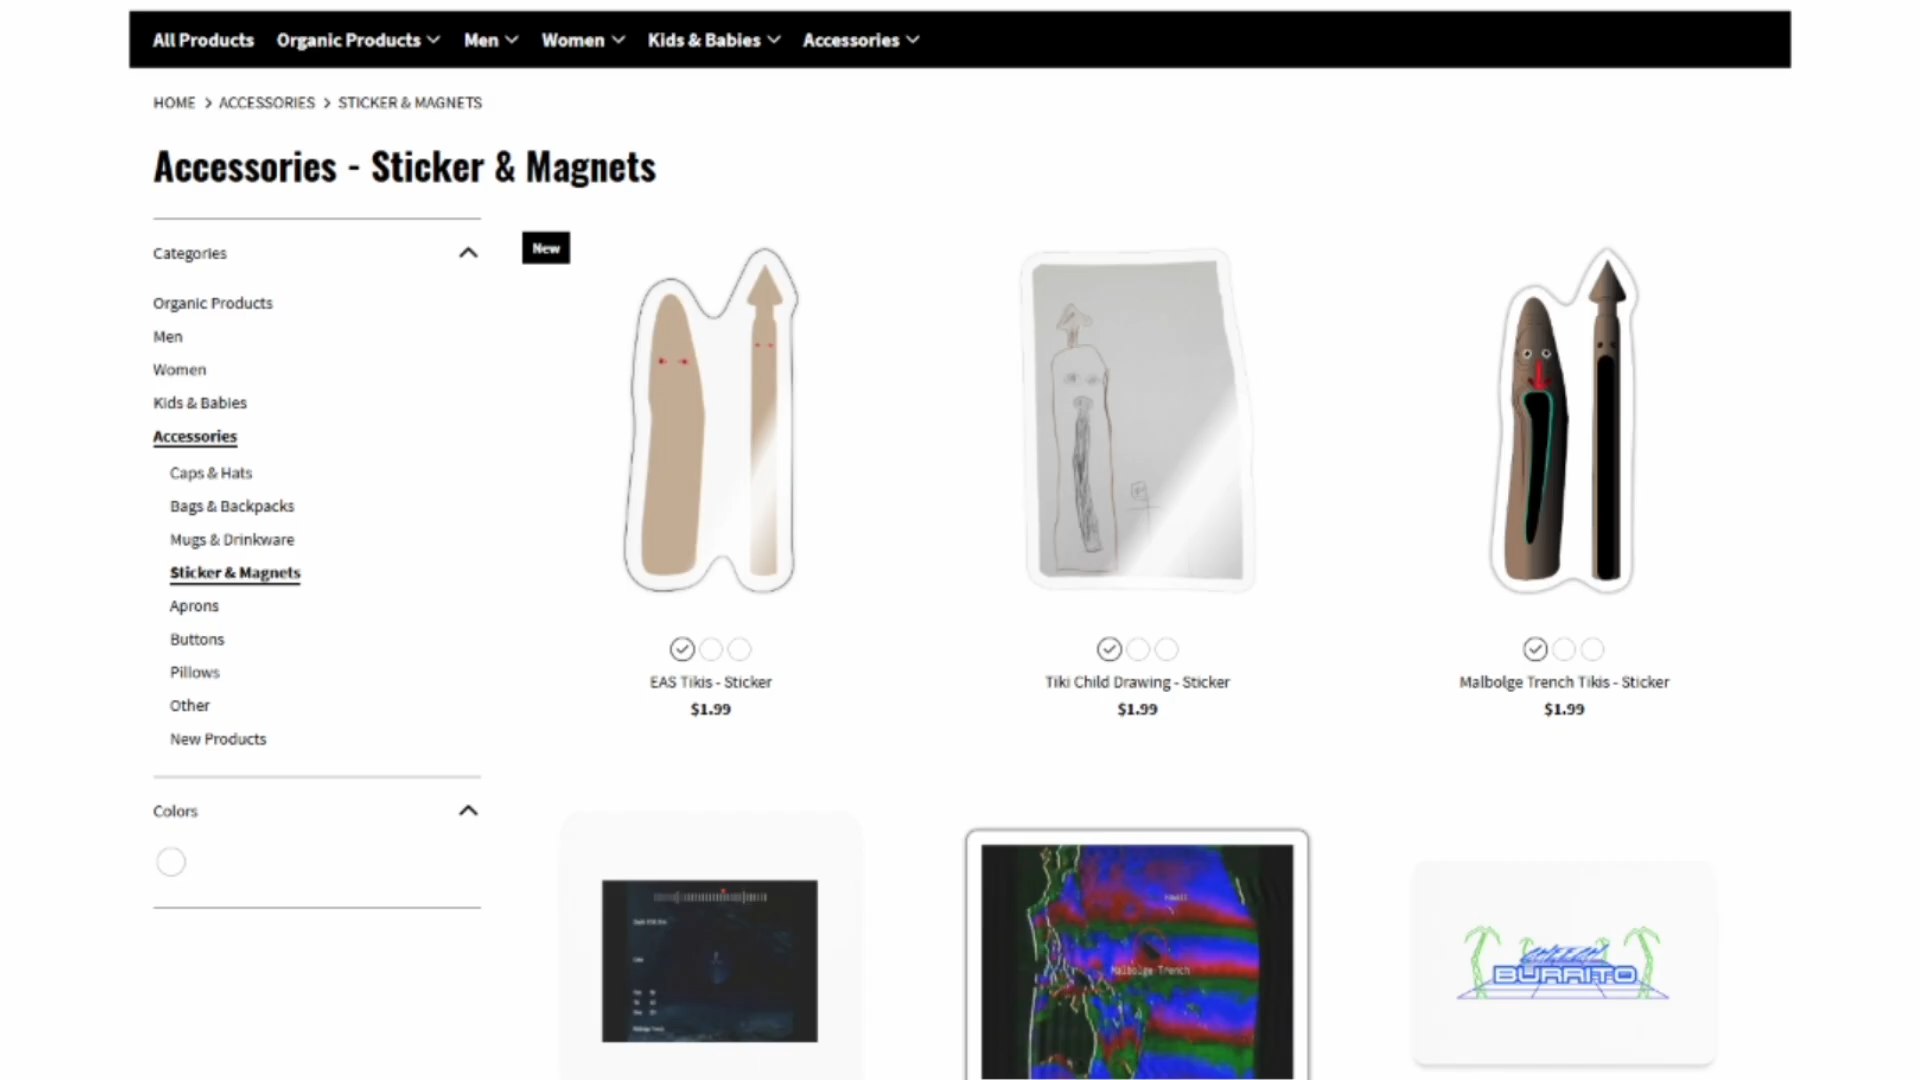 All Products Organic Products Men Women Kids & Babies Accessories
HOME > ACCESSORIES > STICKER & MAGNETS
Accessories - Sticker & Magnets
Categories
Organic Products
Men
Women
Kids & Babies
Accessories
Caps & Hats
Bags & Backpacks
Mugs & Drinkware
Sticker & Magnets
Aprons
Buttons
Pillows
Other
New Products
Colors
New
EAS Tikis - Sticker
$1.99
Tiki Child Drawing - Sticker
$1.99
Malbolge Trench Tikis - Sticker
$1.99
Malbolge Trench
BURRITO